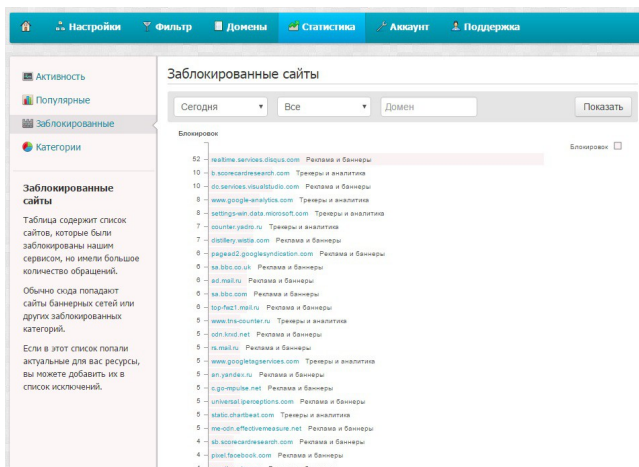 Настройки Фильтр Домены Статистика Аккаунт Поддержка
Активность
Популярные
Заблокированные
Категории
Заблокированные
сайты
Таблица содержит список
сайтов, которые были
заблокированы нашим
сервисом, но имели большое
количество обращений.
Обычно сюда попадают
сайты баннерных сетей или
других заблокированных
категорий.
Если в этот список попали
актуальные для вас ресурсы,
вы можете добавить их в
список исключений.
Заблокированные сайты
Сегодня Все Домен Показать
Блокировок
Блокировок
52 realtime.services.disqus.com Реклама и баннеры
10 b.scorecardresearch.com Трекеры и аналитика
10 dc.services.visualstudio.com Реклама и баннеры
8 www.google-analytics.com Трекеры и аналитика
8 settings-win.data.microsoft.com Трекеры и аналитика
7 counter.yadro.ru Трекеры и аналитика
7 distillery.wistia.com Реклама и баннеры
6 pagead2.googlesyndication.com Реклама и баннеры
6 sa.bbc.co.uk Реклама и баннеры
6 ad.mail.ru Реклама и баннеры
6 sa.bbc.com Реклама и баннеры
6 top-fwz1.mail.ru Реклама и баннеры
5 www.tns-counter.ru Трекеры и аналитика
5 cdn.krxd.net Реклама и баннеры
5 rs.mail.ru Реклама и баннеры
5 www.googletagservices.com Трекеры и аналитика
5 an.yandex.ru Реклама и баннеры
5 c.go-mpulse.net Реклама и баннеры
5 universal.iperceptions.com Реклама и баннеры
5 static.chartbeat.com Трекеры и аналитика
5 me-cdn.effectivemeasure.net Реклама и баннеры
4 sb.scorecardresearch.com Реклама и баннеры
4 pixel.facebook.com Реклама и баннеры